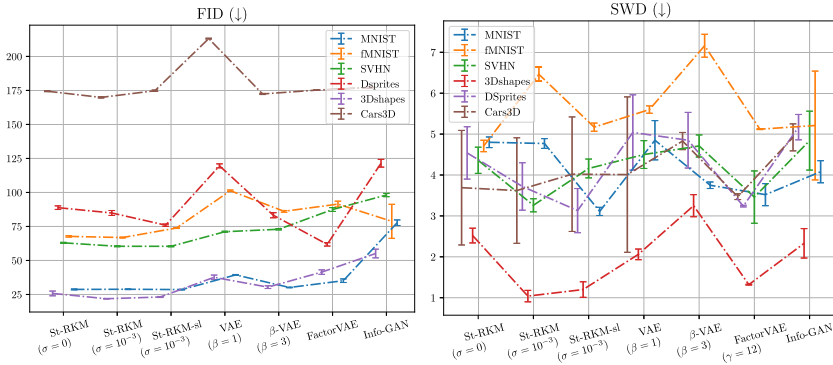 FID (↓)
200
175
150
125
100
75
50
25
MNIST
fMNIST
SVHN
Dsprites
3Dshapes
Cars3D
St-RKM
(σ = 0)
St-RKM
(σ = 10⁻³)
St-RKM-sl
(σ = 10⁻³)
VAE
(β = 1)
β-VAE
(β = 3)
FactorVAE
Info-GAN
SWD (↓)
7
6
5
4
3
2
1
MNIST
fMNIST
SVHN
3Dshapes
DSprites
Cars3D
St-RKM
(σ = 0)
St-RKM
(σ = 10⁻³)
St-RKM-sl
(σ = 10⁻³)
VAE
(β = 1)
β-VAE
(β = 3)
FactorVAE
(γ = 12)
Info-GAN